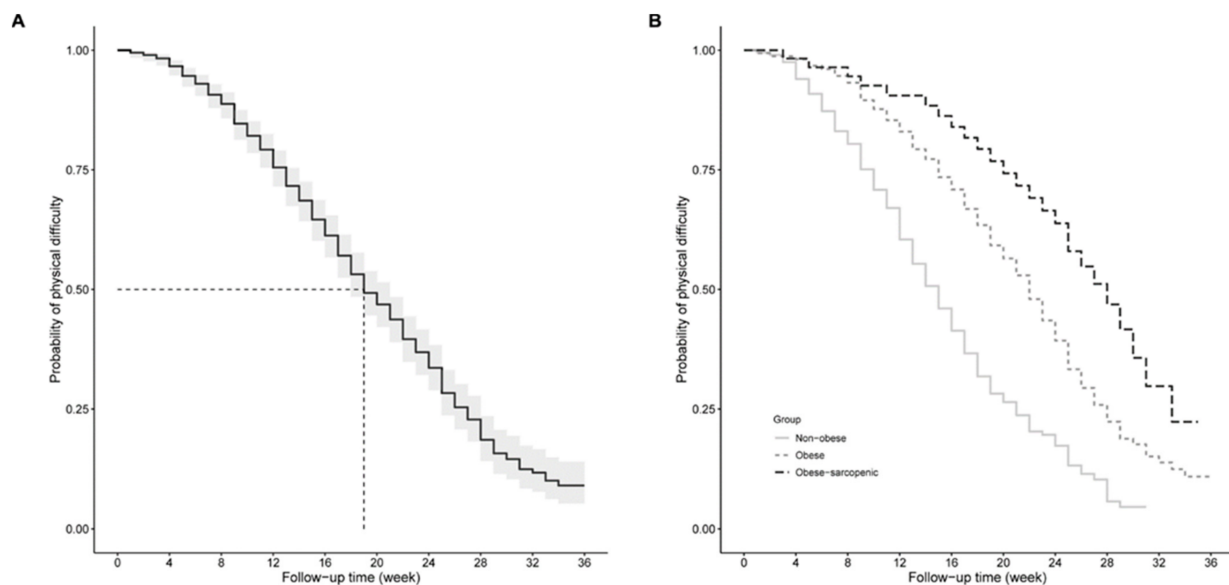 A
1.00
0.75
0.50
0.25
0.00
Probability of physical difficulty
0 4 8 12 16 20 24 28 32 36
Follow-up time (week)
B
1.00
0.75
0.50
0.25
0.00
Probability of physical difficulty
Group
Non-obese
Obese
Obese-sarcopenic
0 4 8 12 16 20 24 28 32 36
Follow-up time (week)